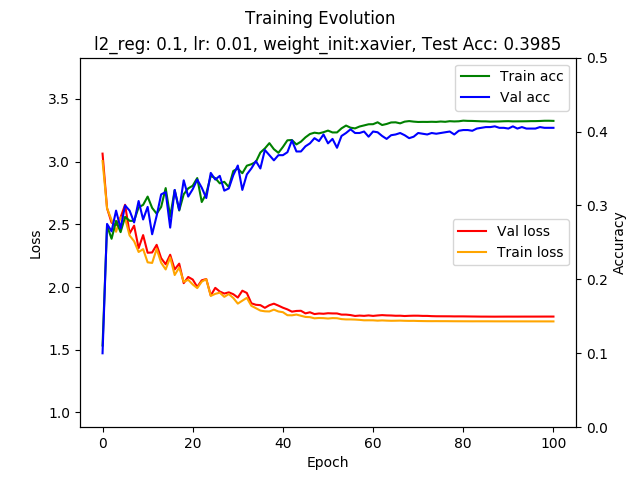 Training Evolution
l2_reg: 0.1, lr: 0.01, weight_init:xavier, Test Acc: 0.3985
Train acc
Val acc
Val loss
Train loss
Loss
3.5
3.0
2.5
2.0
1.5
1.0
Accuracy
0.5
0.4
0.3
0.2
0.1
0.0
0 20 40 60 80 100
Epoch